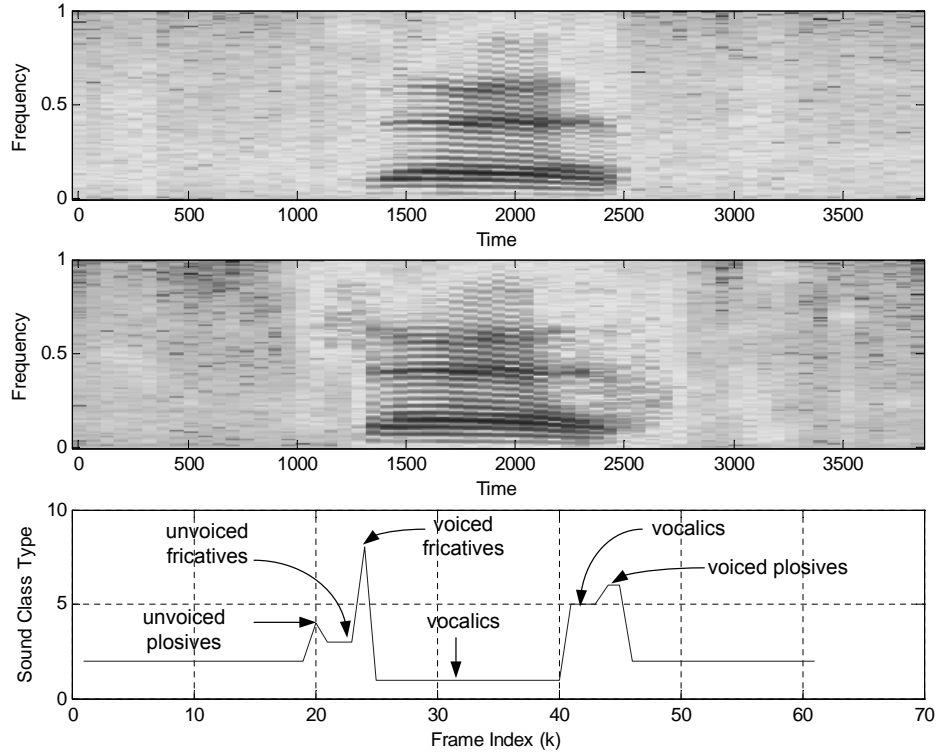 1
0.5
0
Frequency
0 500 1000 1500 2000 2500 3000 3500
Time
1
0.5
0
Frequency
0 500 1000 1500 2000 2500 3000 3500
Time
10
5
0
Sound Class Type
unvoiced
fricatives
voiced
fricatives
vocalics
voiced plosives
unvoiced
plosives
vocalics
0 10 20 30 40 50 60 70
Frame Index (k)